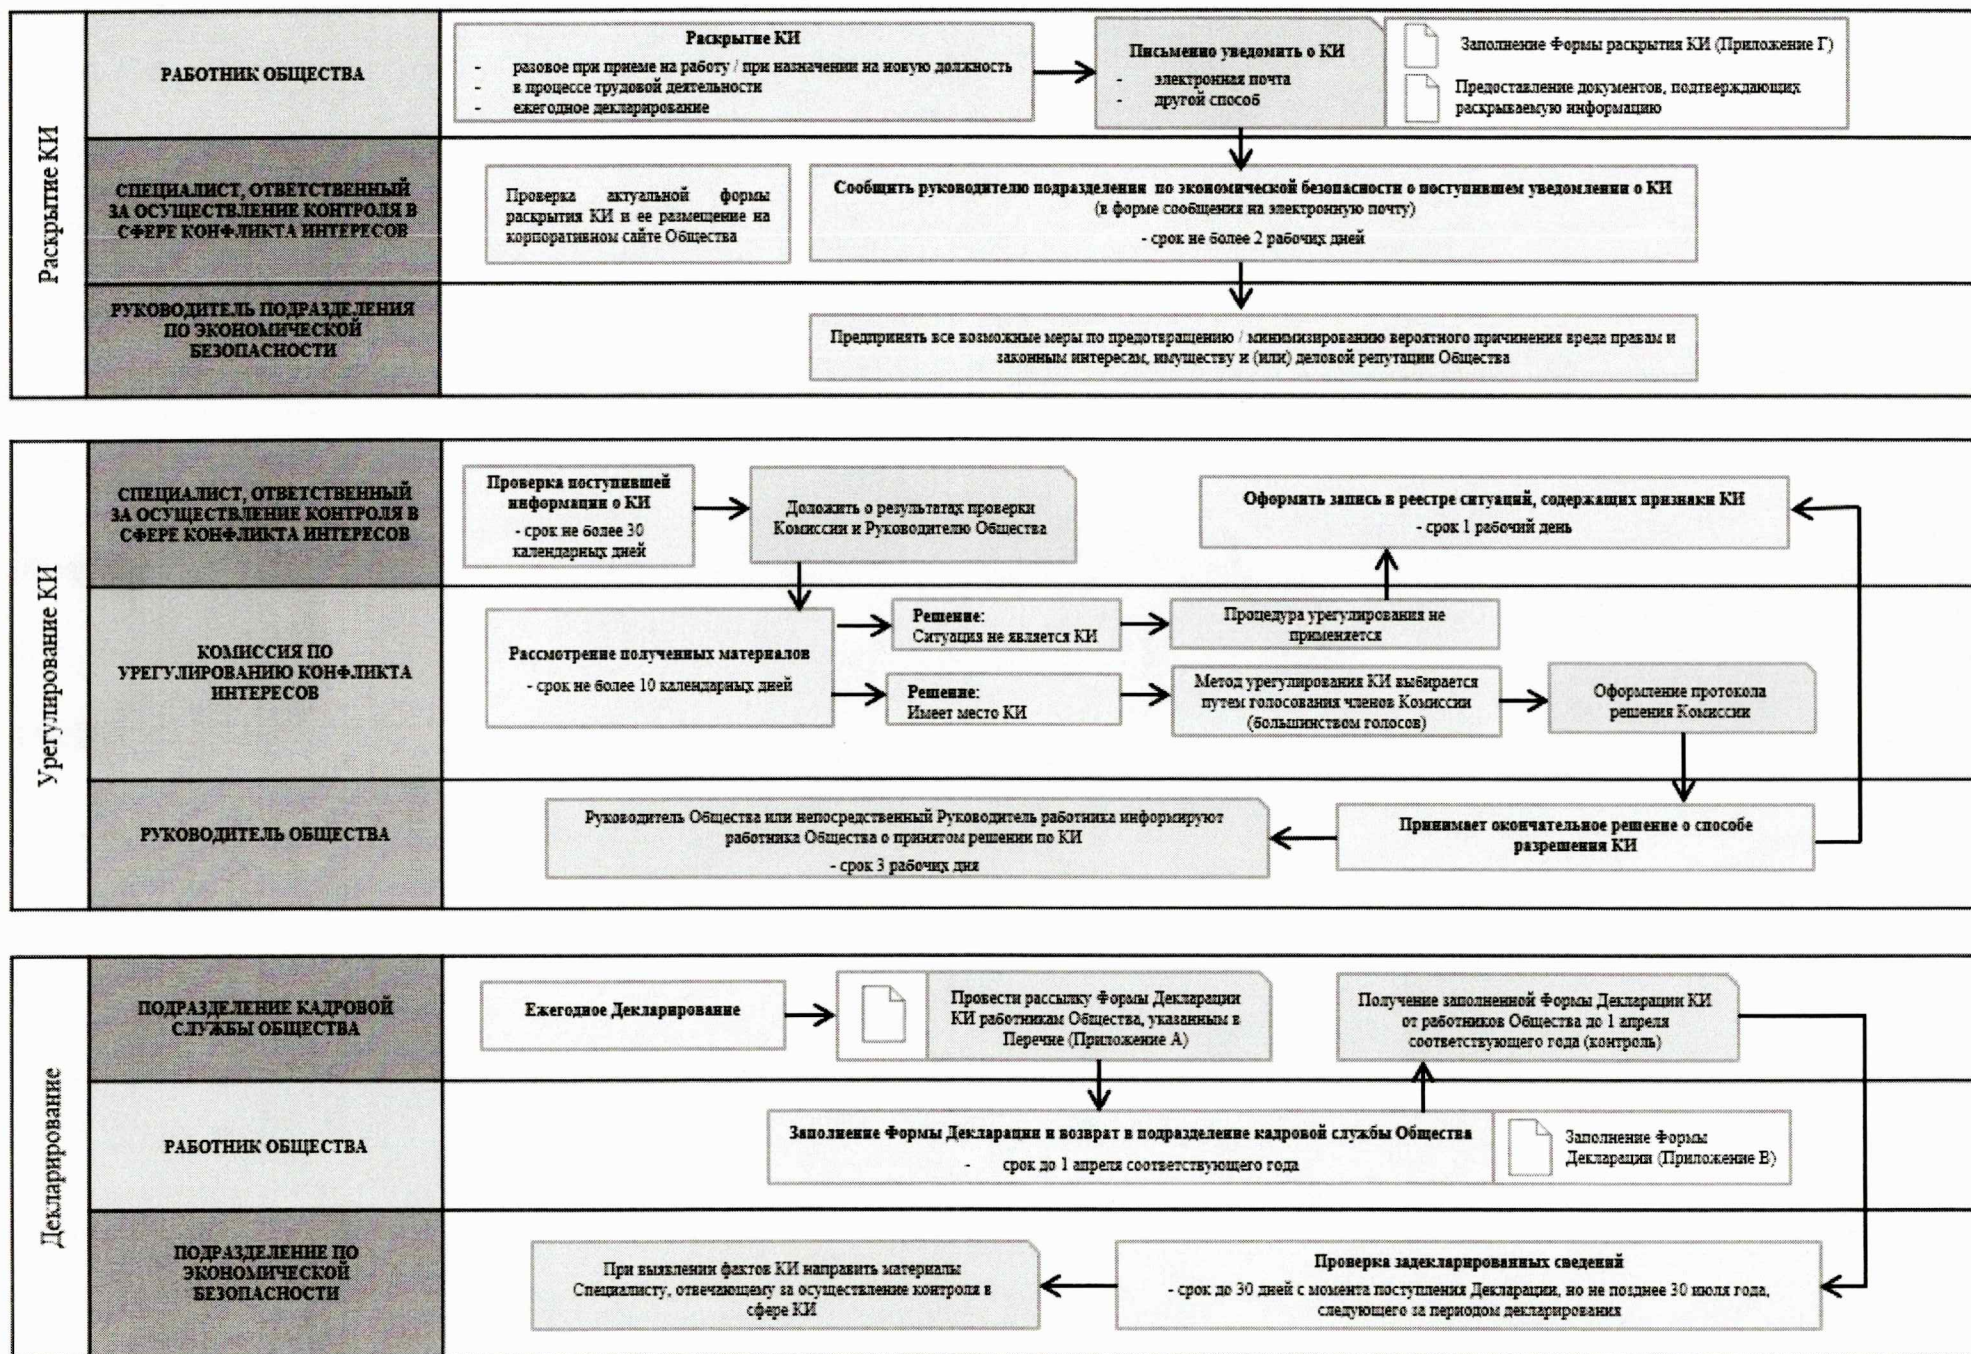 Раскрытие КИ
РАБОТНИК ОБЩЕСТВА
Раскрытие КИ
- разовое при приеме на работу / при назначении на новую должность
- в процессе трудовой деятельности
- ежегодное декларирование
Письменно уведомить о КИ
- электронная почта
- другой способ
Заполнение Формы раскрытия КИ (Приложение Г)
Предоставление документов, подтверждающих
раскрываемую информацию
СПЕЦИАЛИСТ, ОТВЕТСТВЕННЫЙ
ЗА ОСУЩЕСТВЛЕНИЕ КОНТРОЛЯ В
СФЕРЕ КОНФЛИКТА ИНТЕРЕСОВ
Проверка актуальной формы
раскрытия КИ и ее размещение на
корпоративном сайте Общества
Сообщить руководителю подразделения по экономической безопасности о поступившем уведомлении о КИ
(в форме сообщения на электронную почту)
- срок не более 2 рабочих дней
РУКОВОДИТЕЛЬ ПОДРАЗДЕЛЕНИЯ
ПО ЭКОНОМИЧЕСКОЙ
БЕЗОПАСНОСТИ
Предпринять все возможные меры по предотвращению / минимизированию вероятного причинения вреда правам и
законным интересам, имуществу и (или) деловой репутации Общества
Урегулирование КИ
СПЕЦИАЛИСТ, ОТВЕТСТВЕННЫЙ
ЗА ОСУЩЕСТВЛЕНИЕ КОНТРОЛЯ В
СФЕРЕ КОНФЛИКТА ИНТЕРЕСОВ
Проверка поступившей
информации о КИ
- срок не более 30
календарных дней
Доложить о результатах проверки
Комиссии и Руководителю Общества
Оформить запись в реестре ситуаций, содержащих признаки КИ
- срок 1 рабочий день
КОМИССИЯ ПО
УРЕГУЛИРОВАНИЮ КОНФЛИКТА
ИНТЕРЕСОВ
Рассмотрение полученных материалов
- срок не более 10 календарных дней
Решение:
Ситуация не является КИ
Процедура урегулирования не
применяется
Решение:
Имеет место КИ
Метод урегулирования КИ выбирается
путем голосования членов Комиссии
(большинством голосов)
Оформление протокола
решения Комиссии
РУКОВОДИТЕЛЬ ОБЩЕСТВА
Руководитель Общества или непосредственный Руководитель работника информируют
работника Общества о принятом решении по КИ
- срок 3 рабочих дня
Принимает окончательное решение о способе
разрешения КИ
Декларирование
ПОДРАЗДЕЛЕНИЕ КАДРОВОЙ
СЛУЖБЫ ОБЩЕСТВА
Ежегодное Декларирование
Провести рассылку Формы Декларации
КИ работникам Общества, указанным в
Перечне (Приложение А)
Получение заполненной Формы Декларации КИ
от работников Общества до 1 апреля
соответствующего года (контроль)
РАБОТНИК ОБЩЕСТВА
Заполнение Формы Декларации и возврат в подразделение кадровой службы Общества
- срок до 1 апреля соответствующего года
Заполнение Формы
Декларации (Приложение В)
ПОДРАЗДЕЛЕНИЕ ПО
ЭКОНОМИЧЕСКОЙ
БЕЗОПАСНОСТИ
При выявления фактов КИ направить материалы
Специалисту, отвечающему за осуществление контроля в
сфере КИ
Проверка задекларированных сведений
- срок до 30 дней с момента поступления Декларации, но не позднее 30 июля года,
следующего за периодом декларирования